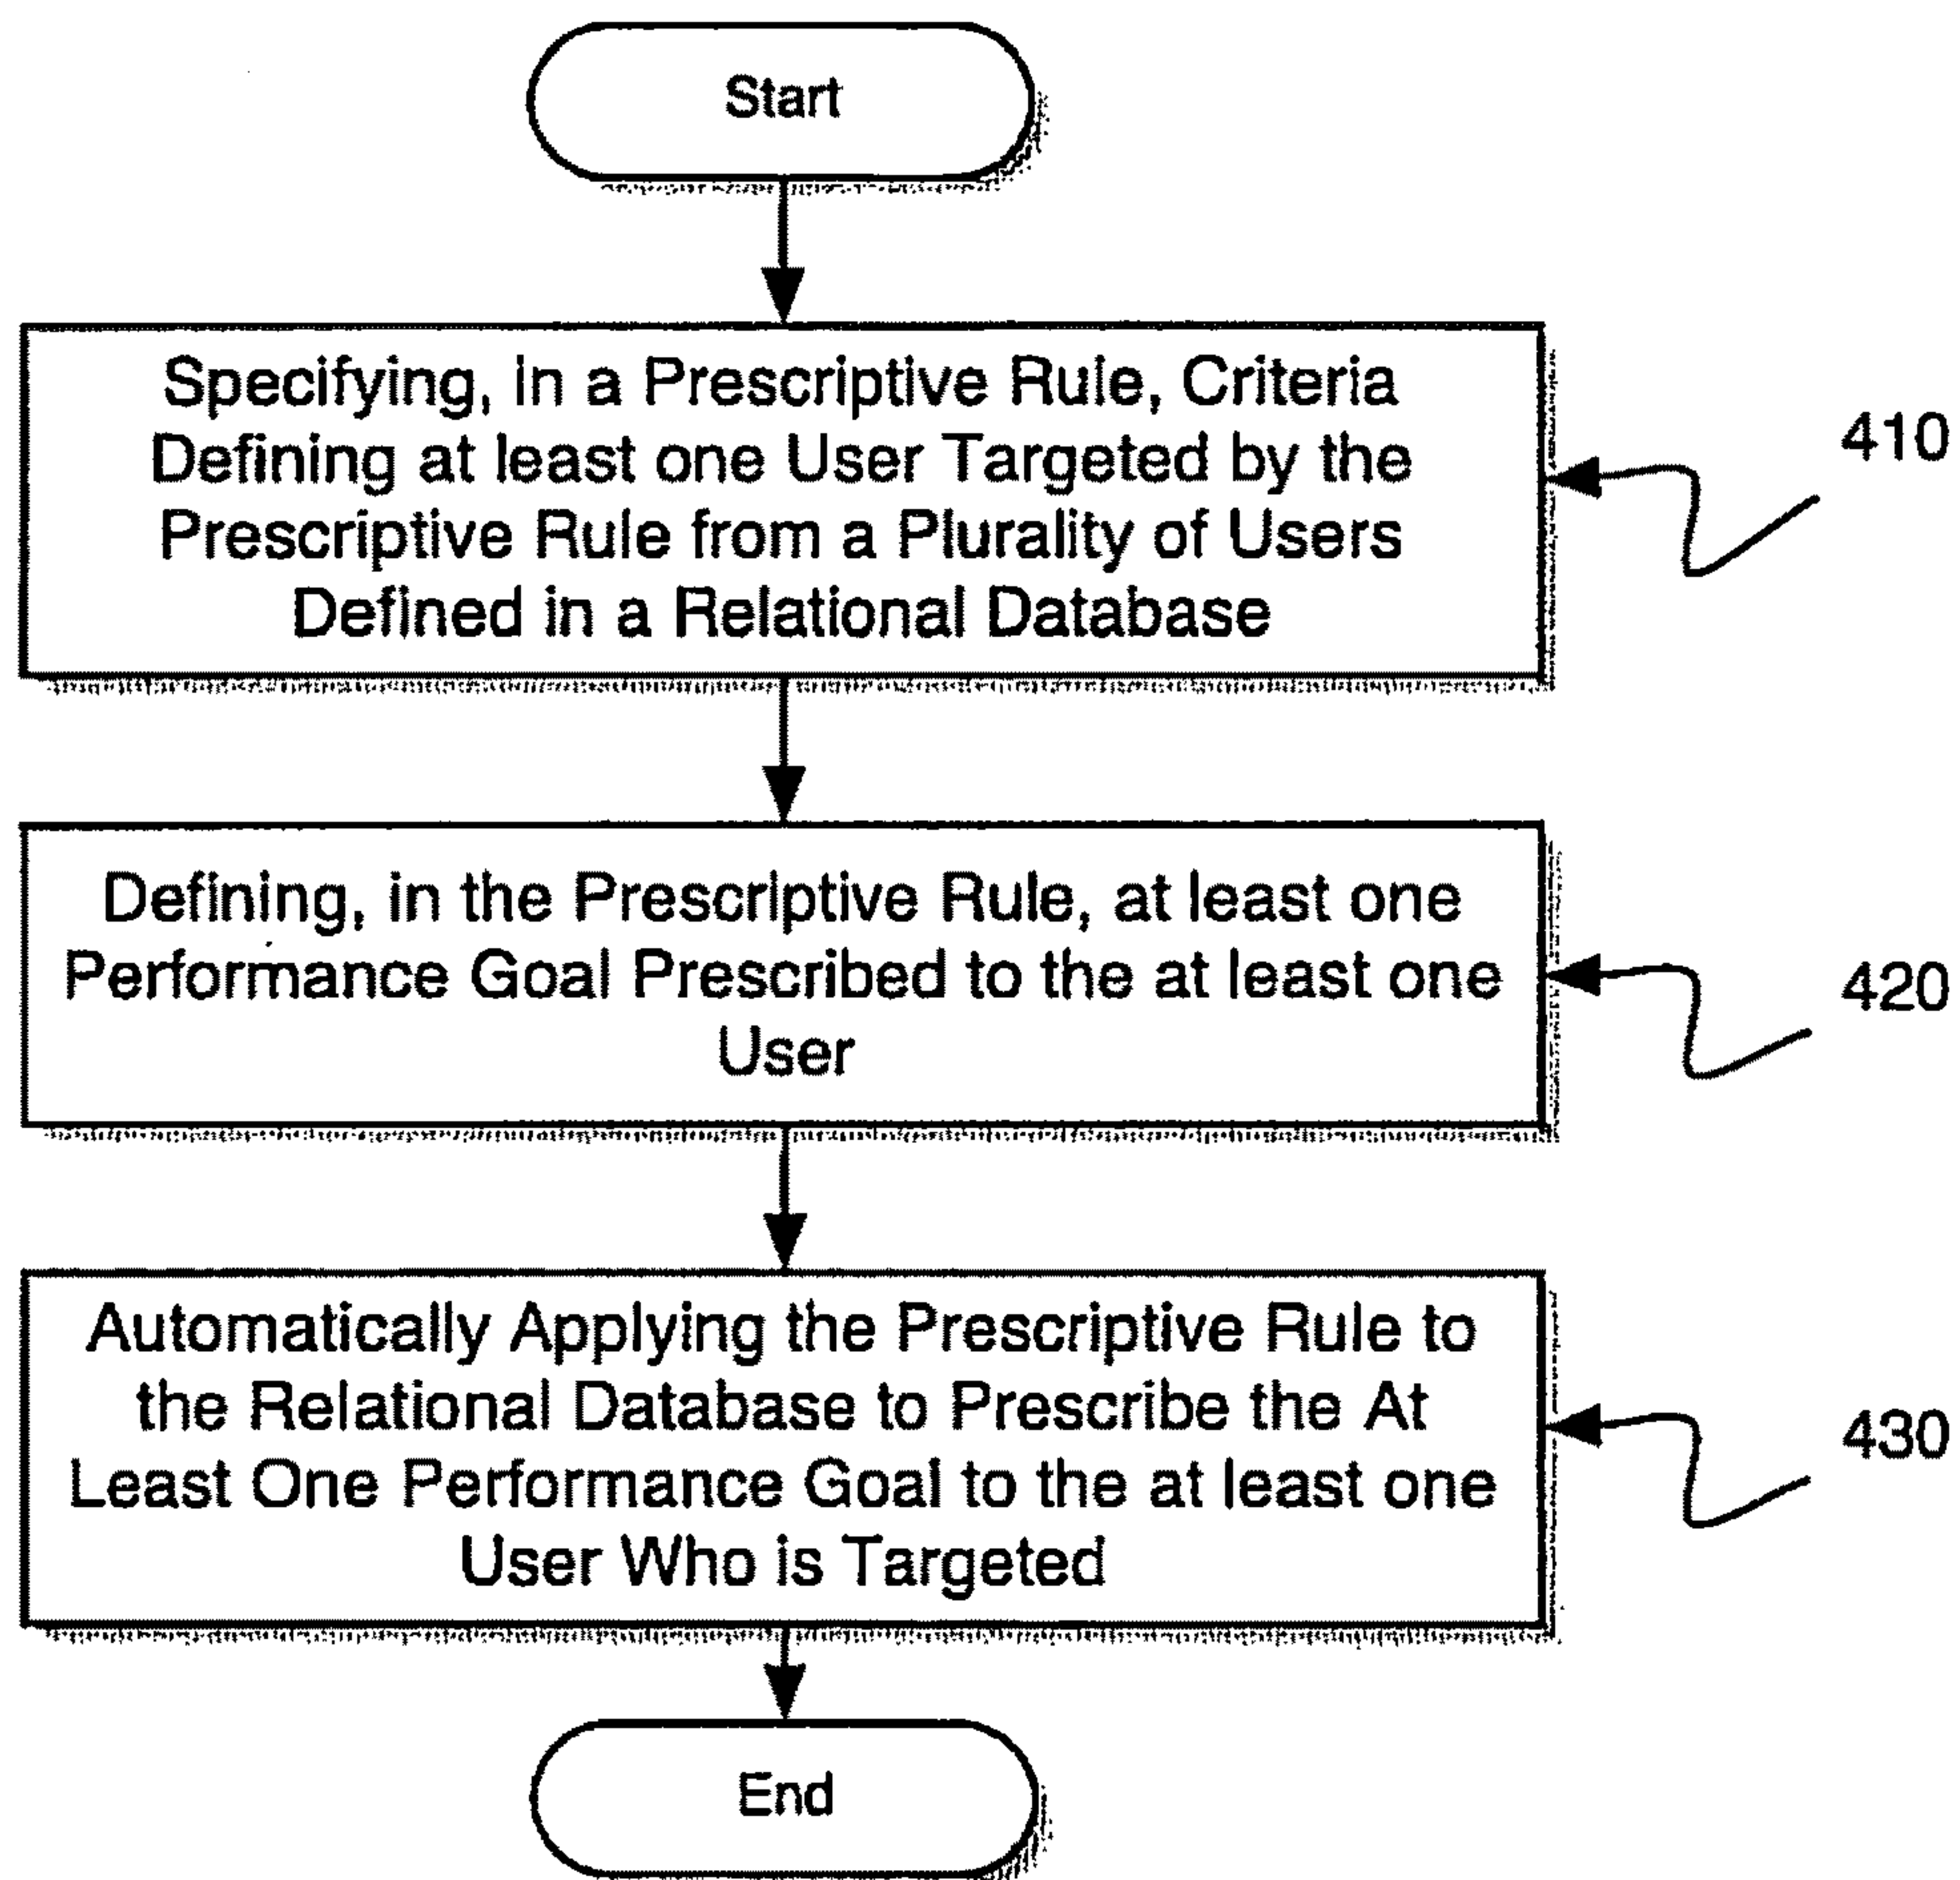 Start
Specifying, in a Prescriptive Rule, Criteria
Defining at least one User Targeted by the
Prescriptive Rule from a Plurality of Users
Defined in a Relational Database
410
Defining, in the Prescriptive Rule, at least one
Performance Goal Prescribed to the at least one
User
420
Automatically Applying the Prescriptive Rule to
the Relational Database to Prescribe the At
Least One Performance Goal to the at least one
User Who is Targeted
430
End